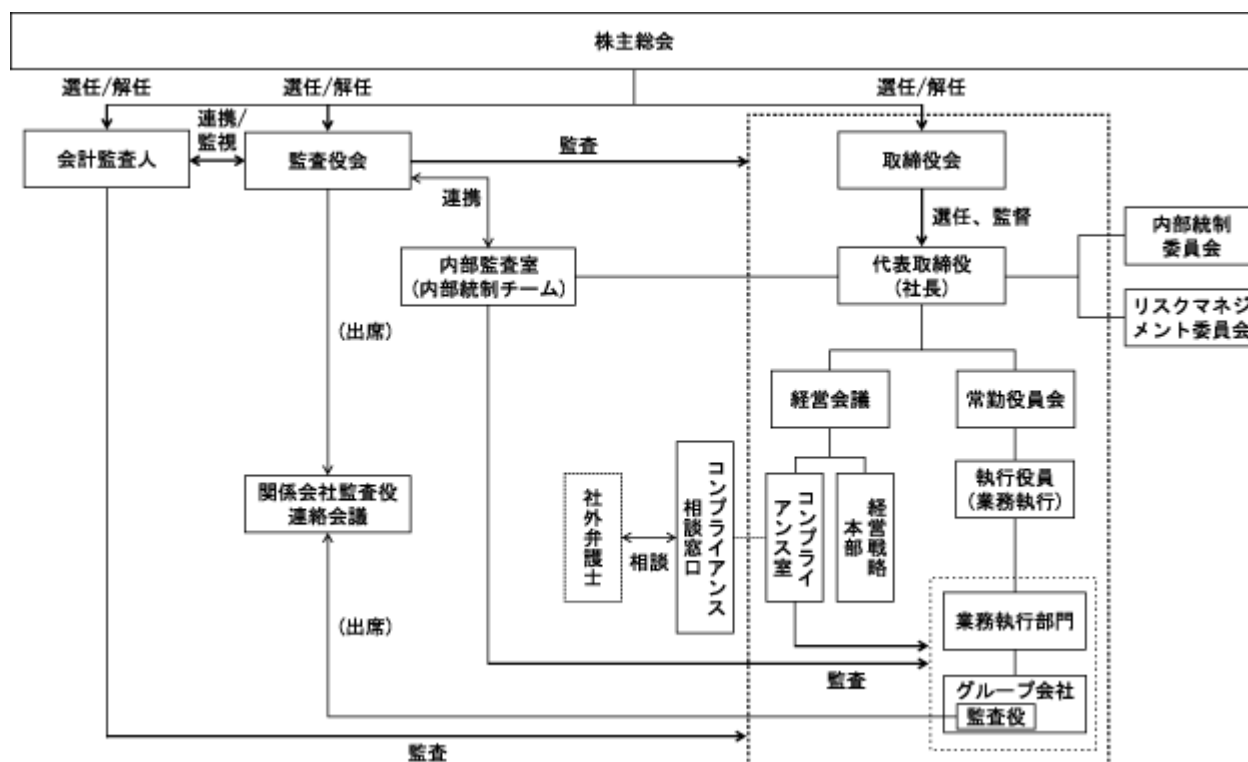 株主総会
選任/解任
選任/解任
選任/解任
連携/
監視
会計監査人
監査役会
監査
取締役会
連携
選任、監督
内部監査室
(内部統制チーム)
代表取締役
(社長)
内部統制
委員会
リスクマネジ
メント委員会
(出席)
経営会議
常勤役員会
関係会社監査役
連絡会議
社外弁護士
相談
コンプライアンス
相談窓口
コンプライ
アンス室
経営戦略
本部
執行役員
(業務執行)
(出席)
業務執行部門
監査
グループ会社
監査役
監査